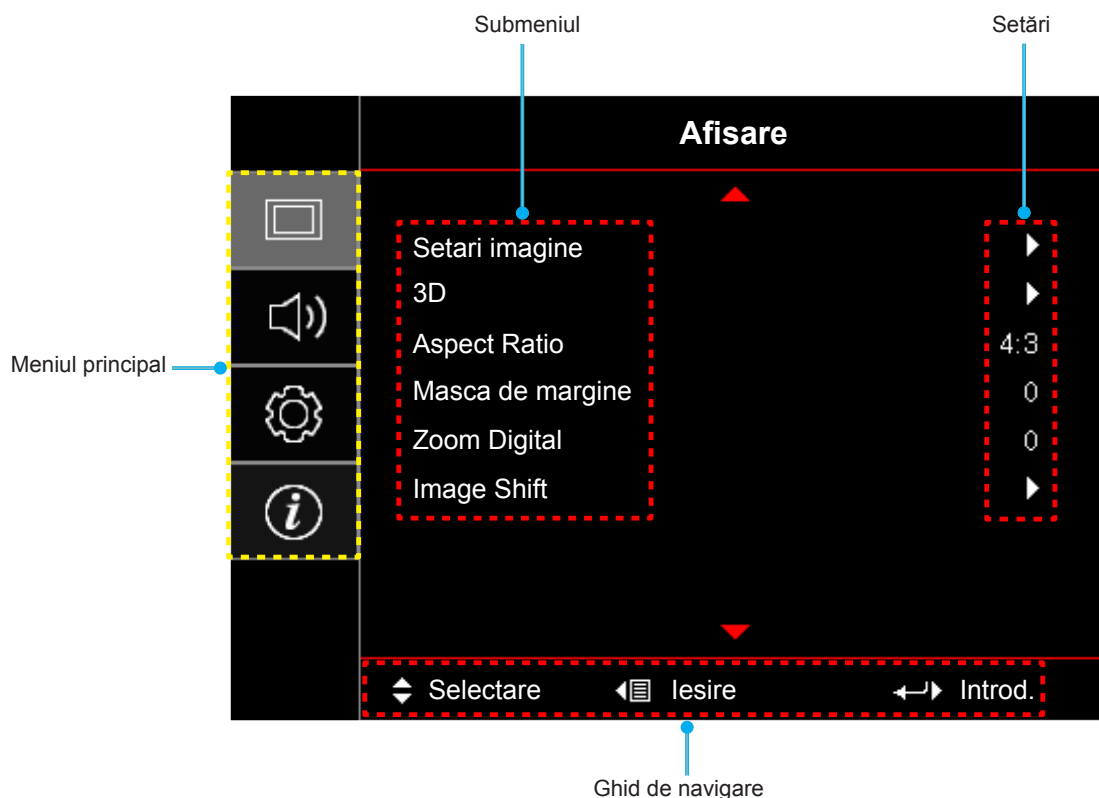 Submeniul Setări
Afisare
Setari imagine
3D
Aspect Ratio 4:3
Meniul principal
Masca de margine 0
Zoom Digital 0
Image Shift
Selectare Iesire Introd.
Ghid de navigare